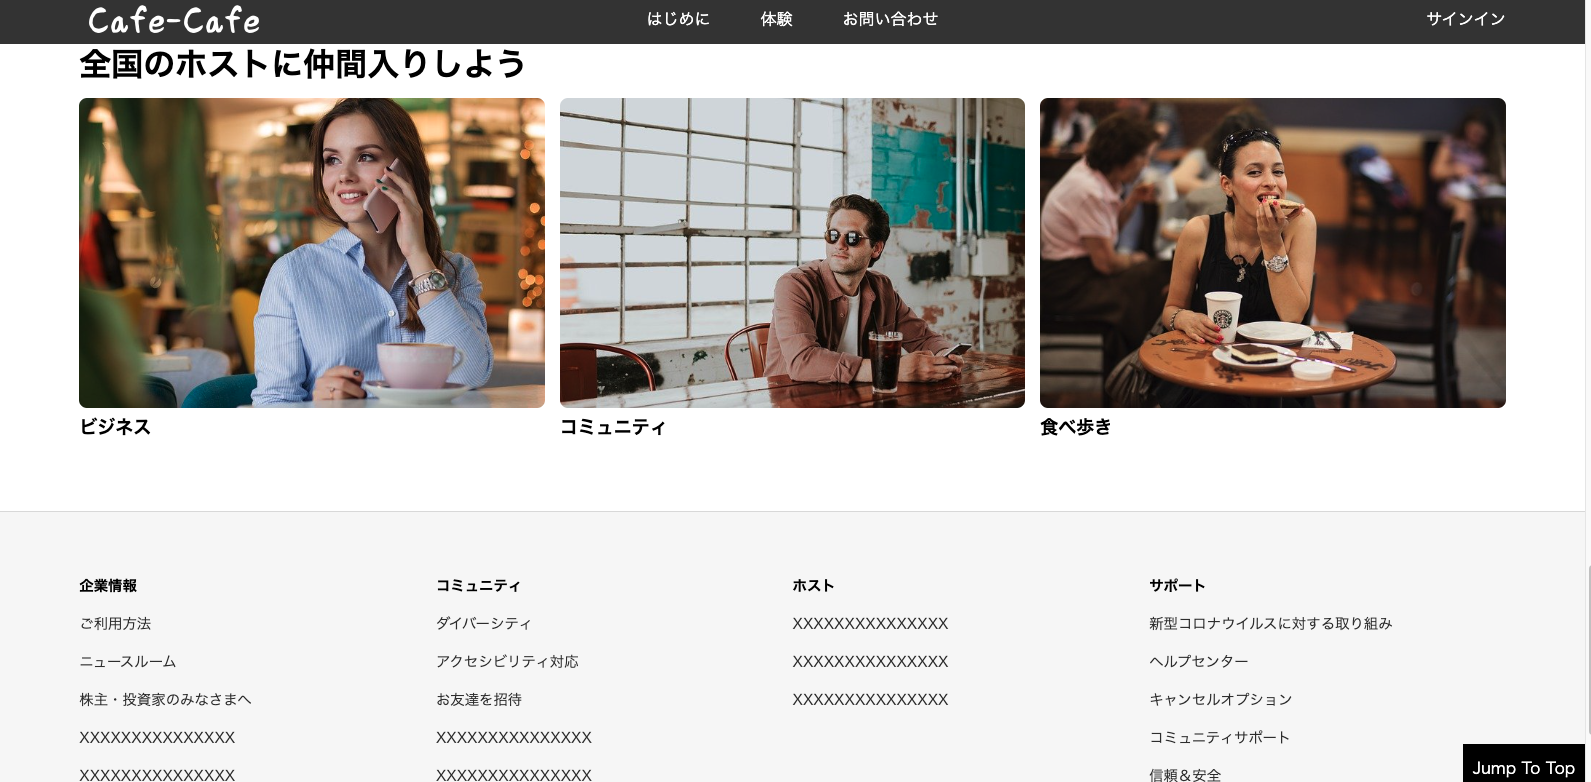 Cafe-Cafe
はじめに 体験 お問い合わせ サインイン
全国のホストに仲間入りしよう
ビジネス コミュニティ 食べ歩き
企業情報 コミュニティ ホスト サポート
ご利用方法 ダイバーシティ XXXXXXXXXXXXXXX 新型コロナウイルスに対する取り組み
ニュースルーム アクセシビリティ対応 XXXXXXXXXXXXXXX ヘルプセンター
株主・投資家のみなさまへ お友達を招待 XXXXXXXXXXXXXXX キャンセルオプション
XXXXXXXXXXXXXXX XXXXXXXXXXXXXXX コミュニティサポート
XXXXXXXXXXXXXXX XXXXXXXXXXXXXXX 信頼＆安全
Jump To Top